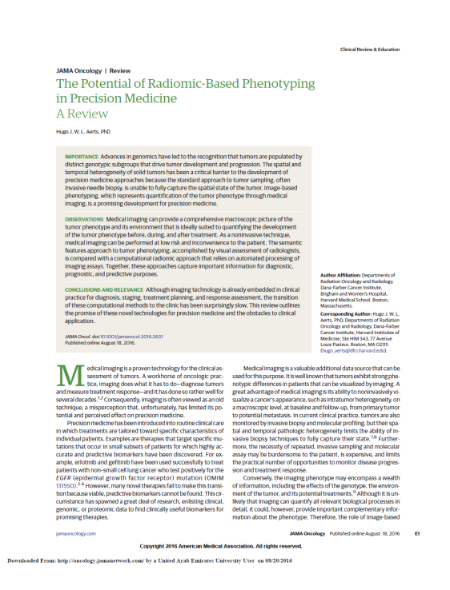 Clinical Review & Education
JAMA Oncology | Review
The Potential of Radiomic-Based Phenotyping
in Precision Medicine
A Review
Hugo J. W. L. Aerts, PhD
IMPORTANCE Advances in genomics have led to the recognition that tumors are populated by
distinct genotypic subgroups that drive tumor development and progression. The spatial and
temporal heterogeneity of solid tumors has been a critical barrier to the development of
precision medicine approaches because the standard approach to tumor sampling, often
invasive needle biopsy, is unable to fully capture the spatial state of the tumor. Image-based
phenotyping, which represents quantification of the tumor phenotype through medical
imaging, is a promising development for precision medicine.
OBSERVATIONS Medical imaging can provide a comprehensive macroscopic picture of the
tumor phenotype and its environment that is ideally suited to quantifying the development
of the tumor phenotype before, during, and after treatment. As a noninvasive technique,
medical imaging can be performed at low risk and inconvenience to the patient. The semantic
features approach to tumor phenotyping, accomplished by visual assessment of radiologists,
is compared with a computational radiomic approach that relies on automated processing of
imaging assays. Together, these approaches capture important information for diagnostic,
prognostic, and predictive purposes.
CONCLUSIONS AND RELEVANCE Although imaging technology is already embedded in clinical
practice for diagnosis, staging, treatment planning, and response assessment, the transition
of these computational methods to the clinic has been surprisingly slow. This review outlines
the promise of these novel technologies for precision medicine and the obstacles to clinical
application.
JAMA Oncol. doi:10.1001/jamaoncol.2016.2631
Published online August 18, 2016.
Author Affiliation: Departments of
Radiation Oncology and Radiology,
Dana-Farber Cancer Institute,
Brigham and Women's Hospital,
Harvard Medical School, Boston,
Massachusetts.
Corresponding Author: Hugo J. W. L.
Aerts, PhD, Departments of Radiation
Oncology and Radiology, Dana-Farber
Cancer Institute, Harvard Institutes of
Medicine, Ste HIM 343, 77 Avenue
Louis Pasteur, Boston, MA 02115
(hugo_aerts@dfci.harvard.edu).
Medical imaging is a proven technology for the clinical as-
sessment of tumors. A workhorse of oncologic prac-
tice, imaging does what it has to do—diagnose tumors
and measure treatment response—and it has done so rather well for
several decades. Consequently, imaging is often viewed as an old
technique, a misperception that, unfortunately, has limited its po-
tential and perceived effect on precision medicine.
Precision medicine has been introduced into routine clinical care
in which treatments are tailored toward specific characteristics of
individual patients. Examples are therapies that target specific mu-
tations that occur in small subsets of patients for which highly ac-
curate and predictive biomarkers have been discovered. For ex-
ample, erlotinib and gefitinib have been used successfully to treat
patients with non–small cell lung cancer who test positively for the
EGFR (epidermal growth factor receptor) mutation (OMIM
131550). However, many novel therapies fail to make this transi-
tion because viable, predictive biomarkers cannot be found. This cir-
cumstance has spawned a great deal of research, enlisting clinical,
genomic, or proteomic data to find clinically useful biomarkers for
promising therapies.
Medical imaging is a valuable additional data source that can be
used for this purpose. It is well known that tumors exhibit strong phe-
notypic differences in patients that can be visualized by imaging. A
great advantage of medical imaging is its ability to noninvasively vi-
sualize a cancer's appearance, such as intratumor heterogeneity, on
a macroscopic level, at baseline and follow-up, from primary tumor
to potential metastasis. In current clinical practice, tumors are also
monitored by invasive biopsy and molecular profiling, but their spa-
tial and temporal pathologic heterogeneity limits the ability of in-
vasive biopsy techniques to fully capture their state. Further-
more, the necessity of repeated, invasive sampling and molecular
assay may be burdensome to the patient, is expensive, and limits
the practical number of opportunities to monitor disease progres-
sion and treatment response.
Conversely, the imaging phenotype may encompass a wealth
of information, including the effects of the genotype, the environ-
ment of the tumor, and its potential treatments. Although it is un-
likely that imaging can quantify all relevant biological processes in
detail, it could, however, provide important complementary infor-
mation about the phenotype. Therefore, the role of image-based
jamaoncology.com
JAMA Oncology Published online August 18, 2016 E1
Copyright 2016 American Medical Association. All rights reserved.
Downloaded From: http://oncology.jamanetwork.com/ by a United Arab Emirates University User on 08/20/2016